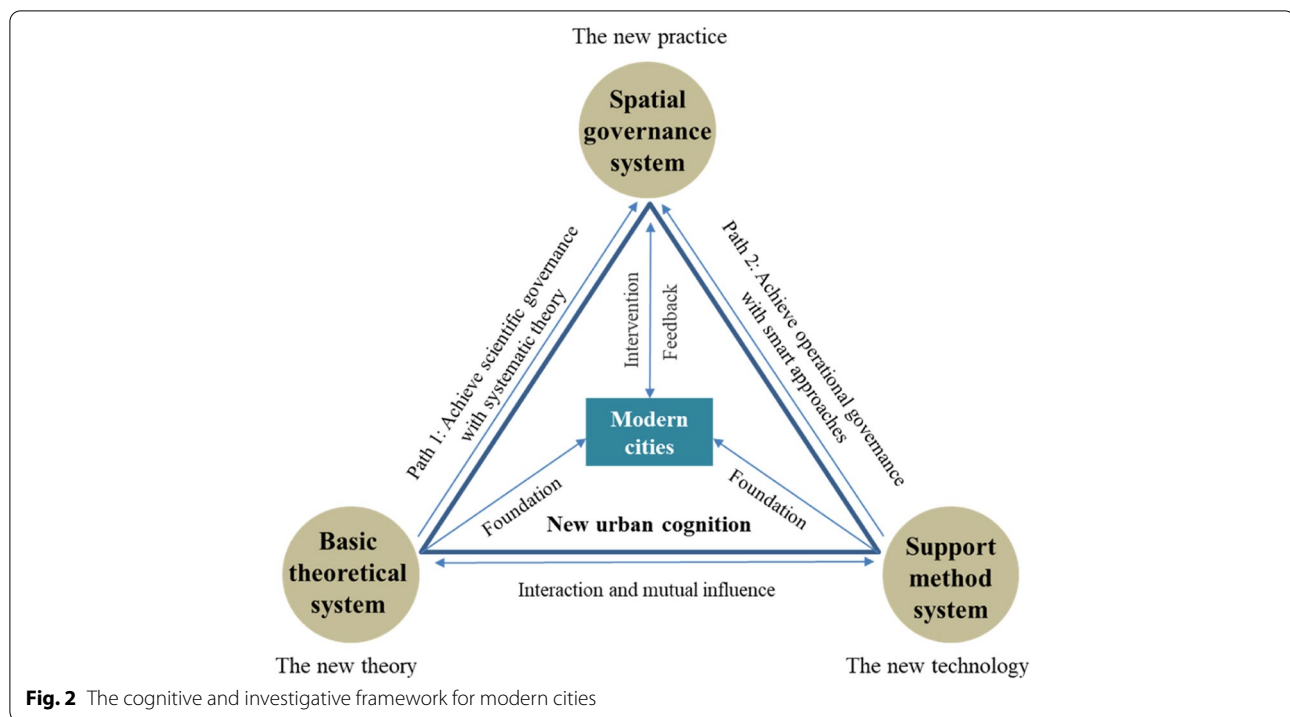 The new practice
Spatial
governance
system
Path 1: Achieve scientific governance
with systematic theory
Intervention
Feedback
Path 2: Achieve operational governance
with smart approaches
Modern
cities
Foundation
Foundation
New urban cognition
Basic
theoretical
system
Interaction and mutual influence
Support
method
system
The new theory
The new technology
Fig. 2 The cognitive and investigative framework for modern cities